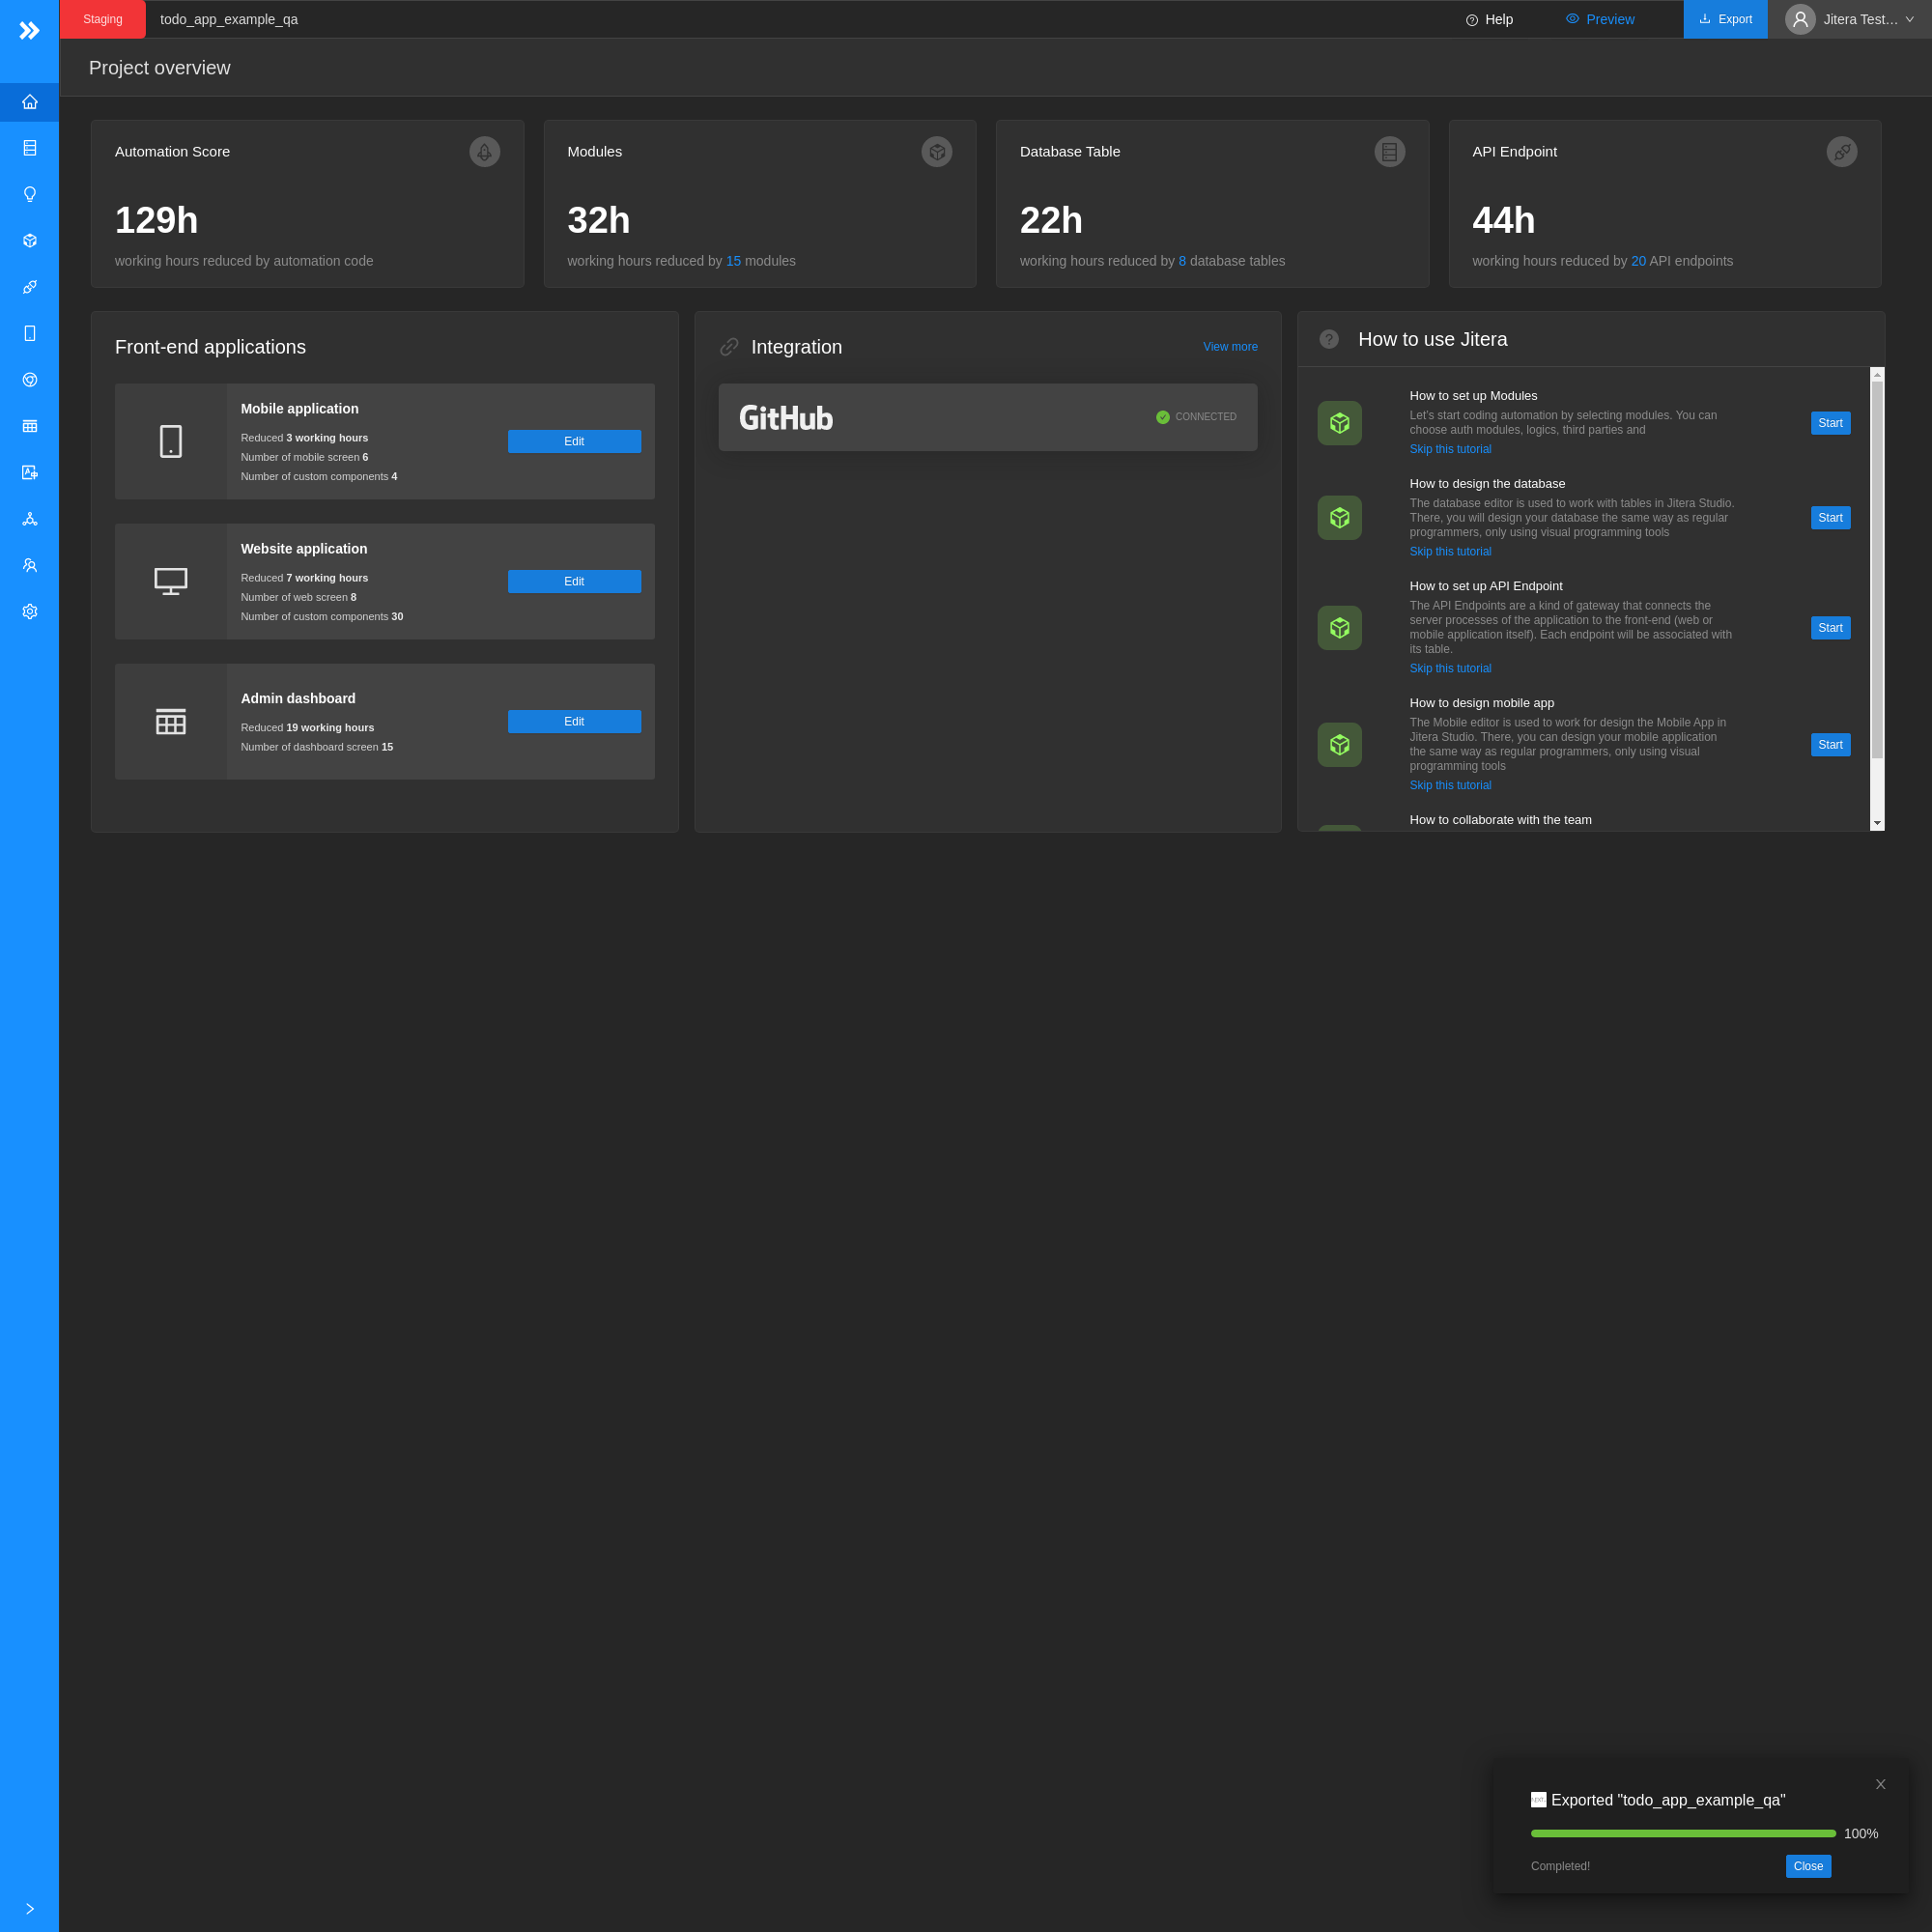 Staging
todo_app_example_qa
Help
Preview
Export
Jitera Test…
Project overview
Automation Score
129h
working hours reduced by automation code
Modules
32h
working hours reduced by 15 modules
Database Table
22h
working hours reduced by 8 database tables
API Endpoint
44h
working hours reduced by 20 API endpoints
Front-end applications
Mobile application
Reduced 3 working hours
Number of mobile screen 6
Number of custom components 4
Edit
Website application
Reduced 7 working hours
Number of web screen 8
Number of custom components 30
Edit
Admin dashboard
Reduced 19 working hours
Number of dashboard screen 15
Edit
Integration
View more
GitHub
CONNECTED
How to use Jitera
How to set up Modules
Let's start coding automation by selecting modules. You can
choose auth modules, logics, third parties and
Skip this tutorial
Start
How to design the database
The database editor is used to work with tables in Jitera Studio.
There, you will design your database the same way as regular
programmers, only using visual programming tools
Skip this tutorial
Start
How to set up API Endpoint
The API Endpoints are a kind of gateway that connects the
server processes of the application to the front-end (web or
mobile application itself). Each endpoint will be associated with
its table.
Skip this tutorial
Start
How to design mobile app
The Mobile editor is used to work for design the Mobile App in
Jitera Studio. There, you can design your mobile application
the same way as regular programmers, only using visual
programming tools
Skip this tutorial
Start
How to collaborate with the team
Exported "todo_app_example_qa"
100%
Completed!
Close